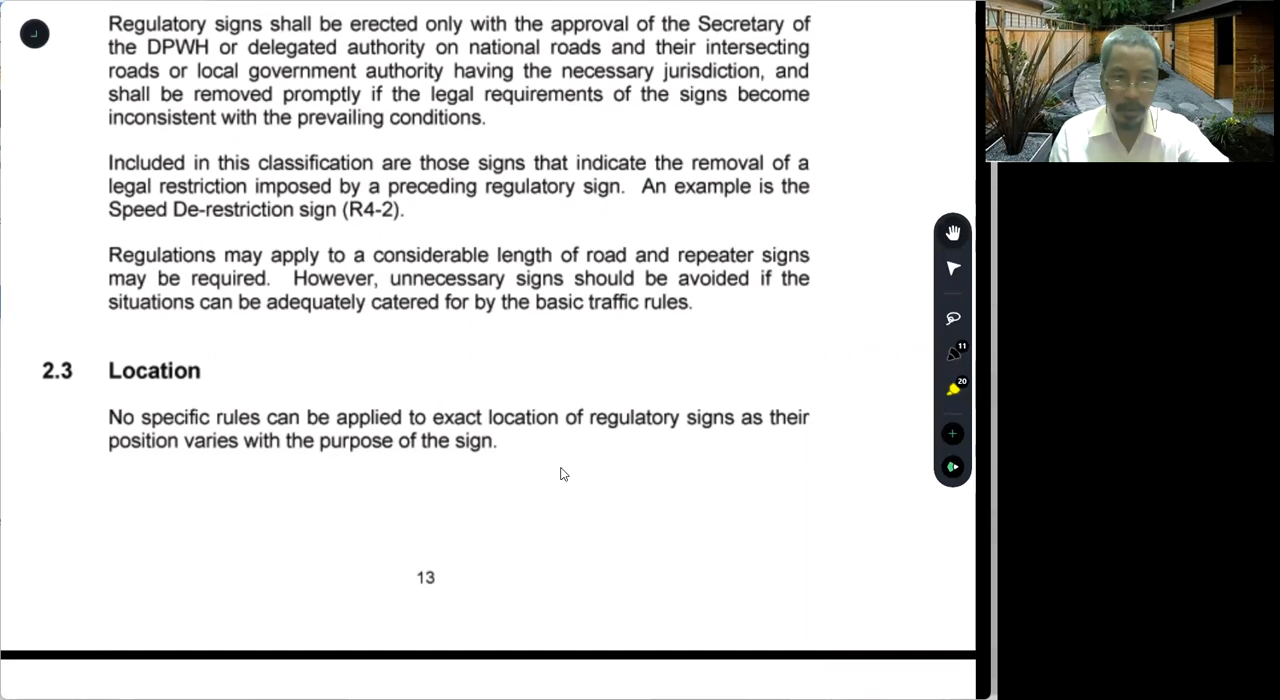 Regulatory signs shall be erected only with the approval of the Secretary of
the DPWH or delegated authority on national roads and their intersecting
roads or local government authority having the necessary jurisdiction, and
shall be removed promptly if the legal requirements of the signs become
inconsistent with the prevailing conditions.
Included in this classification are those signs that indicate the removal of a
legal restriction imposed by a preceding regulatory sign. An example is the
Speed De-restriction sign (R4-2).
Regulations may apply to a considerable length of road and repeater signs
may be required. However, unnecessary signs should be avoided if the
situations can be adequately catered for by the basic traffic rules.
2.3 Location
No specific rules can be applied to exact location of regulatory signs as their
position varies with the purpose of the sign.
13
11
20